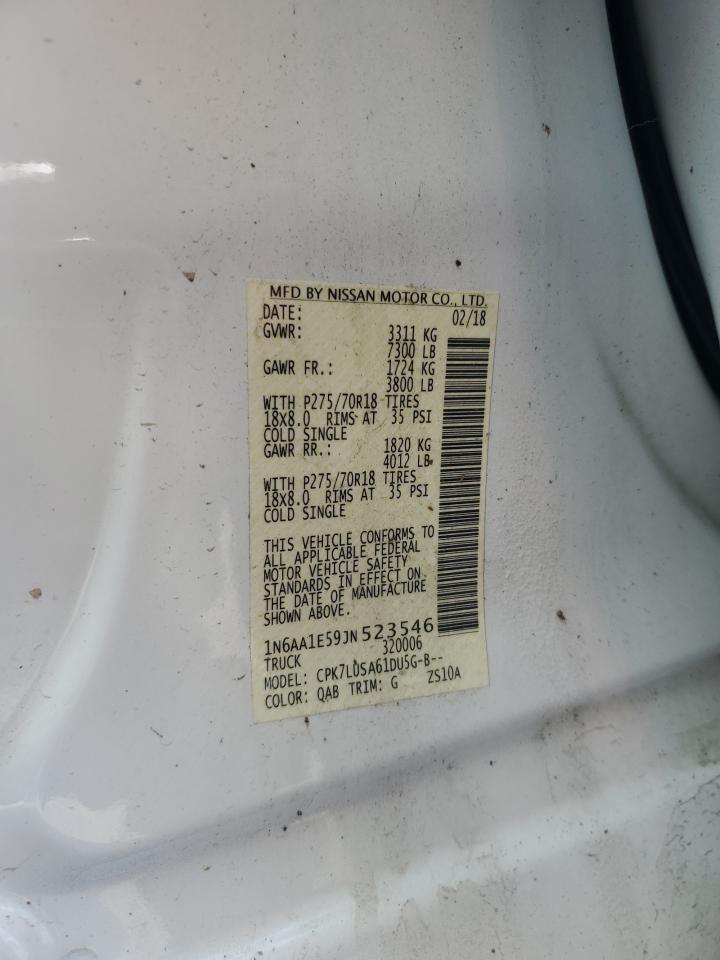 MFD BY NISSAN MOTOR CO., LTD.
DATE: 02/18
GVWR: 3311 KG
7300 LB
GAWR FR.: 1724 KG
3800 LB
WITH P275/70R18 TIRES
18X8.0 RIMS AT 35 PSI
COLD SINGLE
GAWR RR.: 1820 KG
4012 LB
WITH P275/70R18 TIRES
18X8.0 RIMS AT 35 PSI
COLD SINGLE
THIS VEHICLE CONFORMS TO
ALL APPLICABLE FEDERAL
MOTOR VEHICLE SAFETY
STANDARDS IN EFFECT ON
THE DATE OF MANUFACTURE
SHOWN ABOVE.
1N6AA1E59JN523546
TRUCK 320006
MODEL: CPK7L0SA61DU5G-B--
COLOR: QAB TRIM: G ZS10A